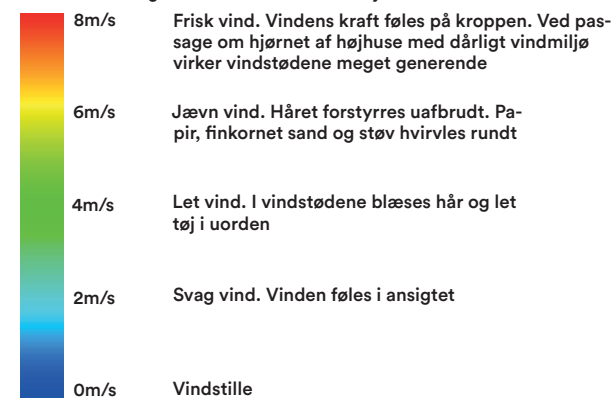 8m/s Frisk vind. Vindens kraft føles på kroppen. Ved pas-
sage om hjørnet af højhuse med dårligt vindmiljø
virker vindstødene meget generende
6m/s Jævn vind. Håret forstyrres uafbrudt. Pa-
pir, finkornet sand og støv hvirvles rundt
4m/s Let vind. I vindstødene blæses hår og let
tøj i uorden
2m/s Svag vind. Vinden føles i ansigtet
0m/s Vindstille